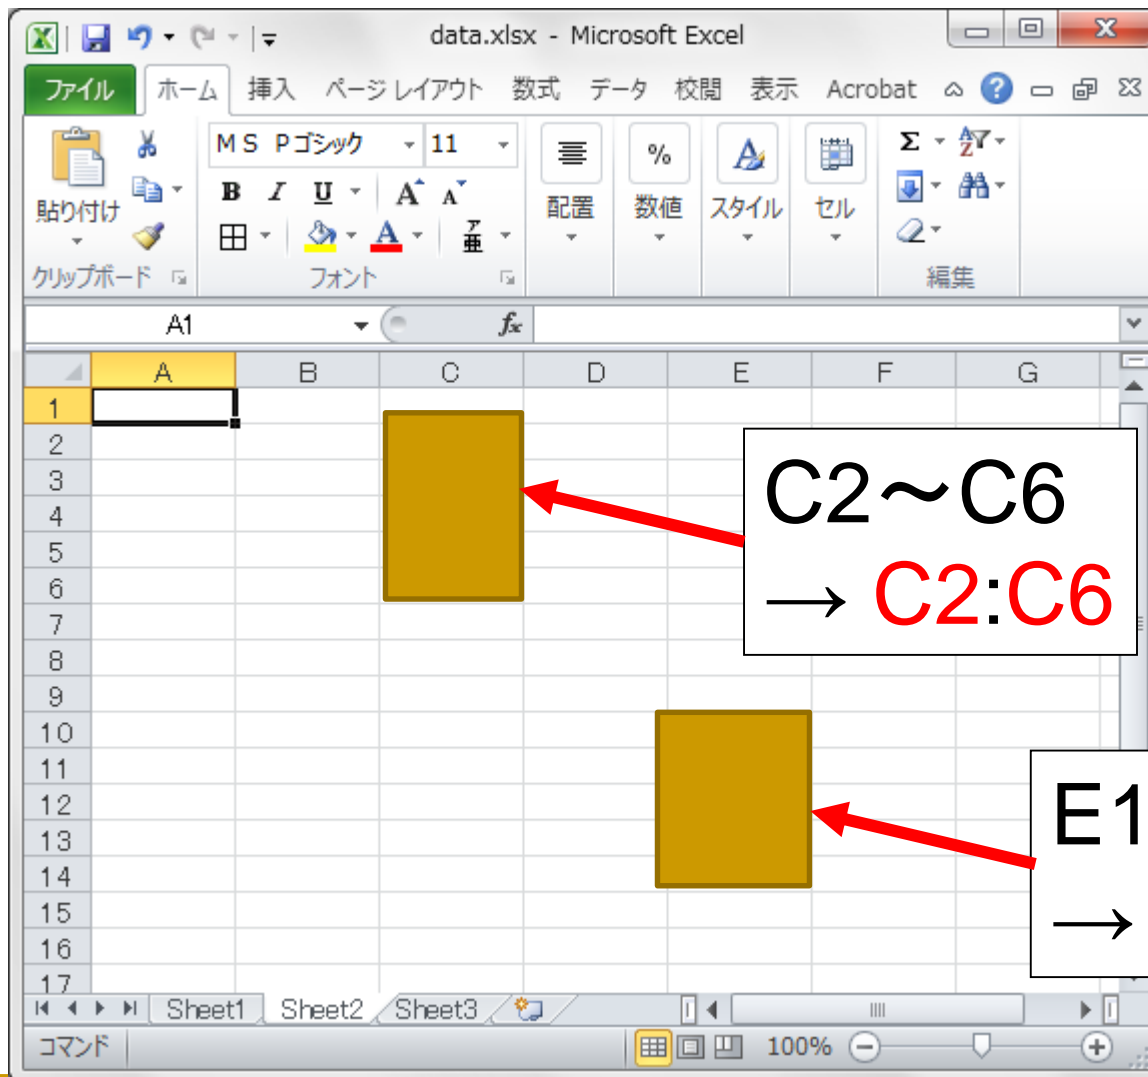 data.xlsx - Microsoft Excel
ファイル ホーム 挿入 ページ レイアウト 数式 データ 校閲 表示 Acrobat
MS Pゴシック 11
貼り付け
B I U A A
配置 数値 スタイル セル
クリップボード フォント 編集
A1 fx
A B C D E F G
1
2
3
4
5
6
7
8
9
10
11
12
13
14
15
16
17
C2～C6
→ C2:C6
E1
→
Sheet1 Sheet2 Sheet3
コマンド 100%